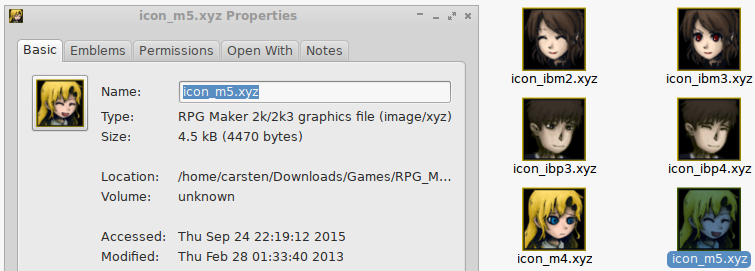 icon_m5.xyz Properties
Basic Emblems Permissions Open With Notes
Name: icon_m5.xyz
Type: RPG Maker 2k/2k3 graphics file (image/xyz)
Size: 4.5 kB (4470 bytes)
Location: /home/carsten/Downloads/Games/RPG_M...
Volume: unknown
Accessed: Thu Sep 24 22:19:12 2015
Modified: Thu Feb 28 01:33:40 2013
icon_ibm2.xyz icon_ibm3.xyz
icon_ibp3.xyz icon_ibp4.xyz
icon_m4.xyz icon_m5.xyz